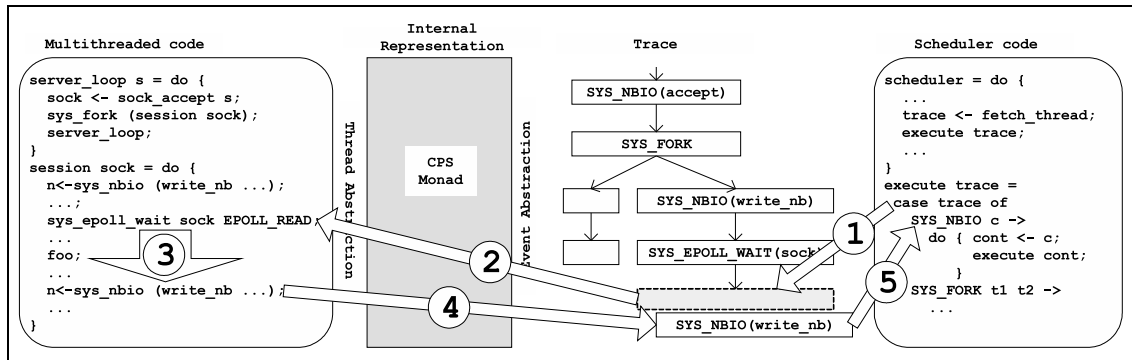 Multithreaded code
server_loop s = do {
sock <- sock_accept s;
sys_fork (session sock);
server_loop;
}
session sock = do {
n<-sys_nbio (write_nb ...);
...;
sys_epoll_wait sock EPOLL_READ;
...
foo;
...
n<-sys_nbio (write_nb ...);
...
}
3
Thread Abstraction
Internal
Representation
CPS
Monad
Event Abstraction
2
4
Trace
SYS_NBIO(accept)
SYS_FORK
SYS_NBIO(write_nb)
SYS_EPOLL_WAIT(sock)
SYS_NBIO(write_nb)
1
5
Scheduler code
scheduler = do {
...
trace <- fetch_thread;
execute trace;
...
}
execute trace =
case trace of
SYS_NBIO c ->
do { cont <- c;
execute cont;
}
SYS_FORK t1 t2 ->
...